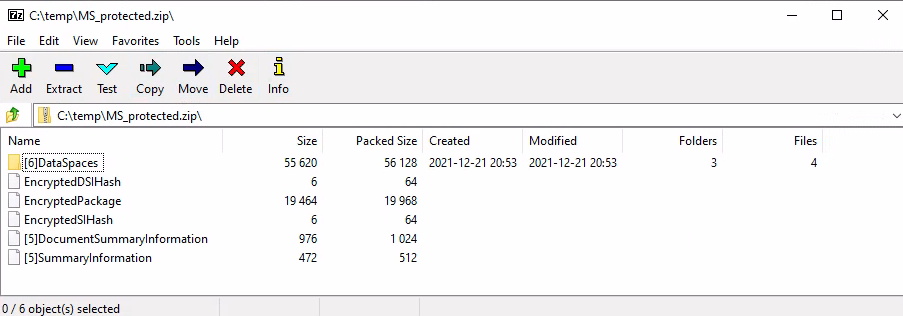 7z C:\temp\MS_protected.zip\
File Edit View Favorites Tools Help
Add Extract Test Copy Move Delete Info
C:\temp\MS_protected.zip\
Name Size Packed Size Created Modified Folders Files
[6]DataSpaces 55 620 56 128 2021-12-21 20:53 2021-12-21 20:53 3 4
EncryptedDSIHash 6 64
EncryptedPackage 19 464 19 968
EncryptedSIHash 6 64
[5]DocumentSummaryInformation 976 1 024
[5]SummaryInformation 472 512
0 / 6 object(s) selected